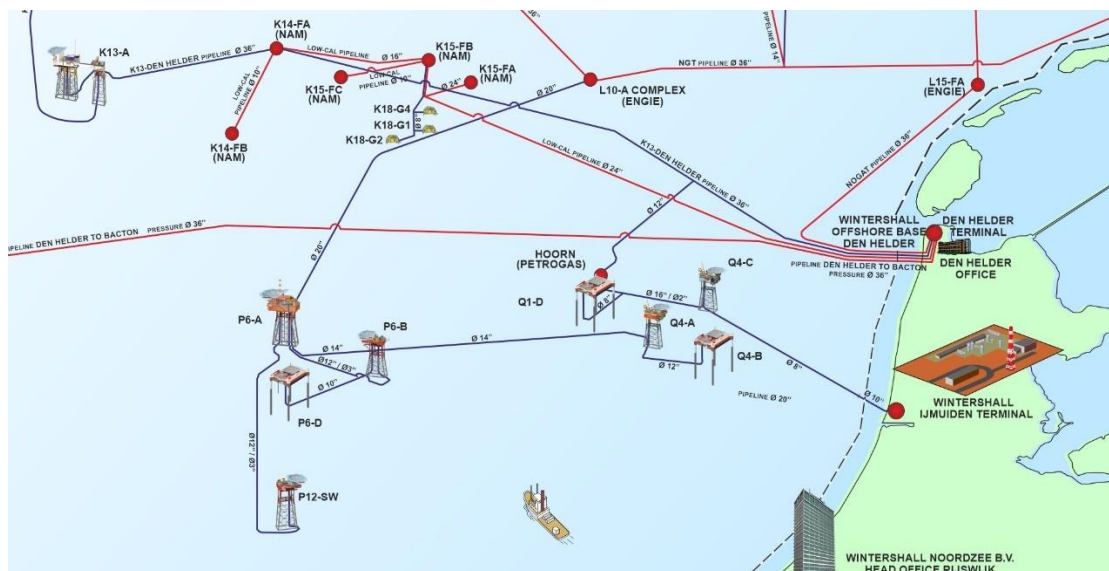 K14-FA
(NAM)
K13-A
K13-DEN HELDER PIPELINE Ø 36"
LOW-CAL PIPELINE
Ø 16"
K15-FB
(NAM)
36"
Ø 14"
LOW-CAL
PIPELINE Ø 10"
K15-FC
(NAM)
LOW-CAL
PIPELINE Ø 10"
Ø 24"
K15-FA
(NAM)
NGT PIPELINE Ø 36"
L10-A COMPLEX
(ENGIE)
L15-FA
(ENGIE)
K14-FB
(NAM)
K18-G4
Ø 8"
K18-G1
K18-G2
Ø 20"
LOW-CAL PIPELINE Ø 24"
K13-DEN HELDER PIPELINE Ø 36"
NOGAT PIPELINE Ø 36"
Ø 12"
PIPELINE DEN HELDER TO BACTON PRESSURE Ø 36"
Ø 20"
WINTERSHALL
OFFSHORE BASE
DEN HELDER
DEN HELDER
TERMINAL
DEN HELDER
OFFICE
PIPELINE DEN HELDER TO BACTON
PRESSURE Ø 36"
HOORN
(PETROGAS)
Q1-D
Ø 8"
Ø 16" / Ø2"
Q4-C
P6-A
P6-B
Q4-A
Ø 14"
Ø 14"
Ø12" / Ø3"
Q4-B
Ø 12"
Ø 8"
Ø 10"
P6-D
PIPELINE Ø 20"
Ø 10"
WINTERSHALL
IJMUIDEN TERMINAL
Ø12" / Ø3"
P12-SW
WINTERSHALL NOORDZEE B.V.
HEAD OFFICE RIJSWIJK